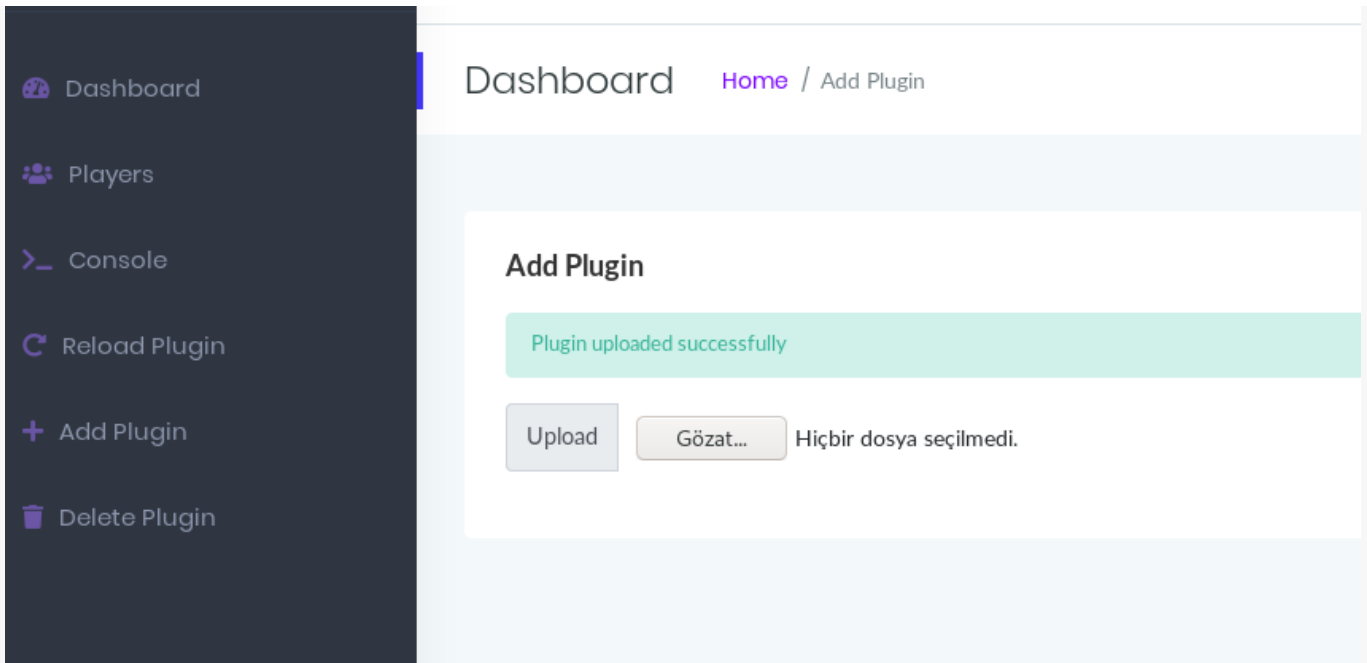 Dashboard
Players
Console
Reload Plugin
Add Plugin
Delete Plugin
Dashboard Home / Add Plugin
Add Plugin
Plugin uploaded successfully
Upload Gözat... Hiçbir dosya seçilmedi.